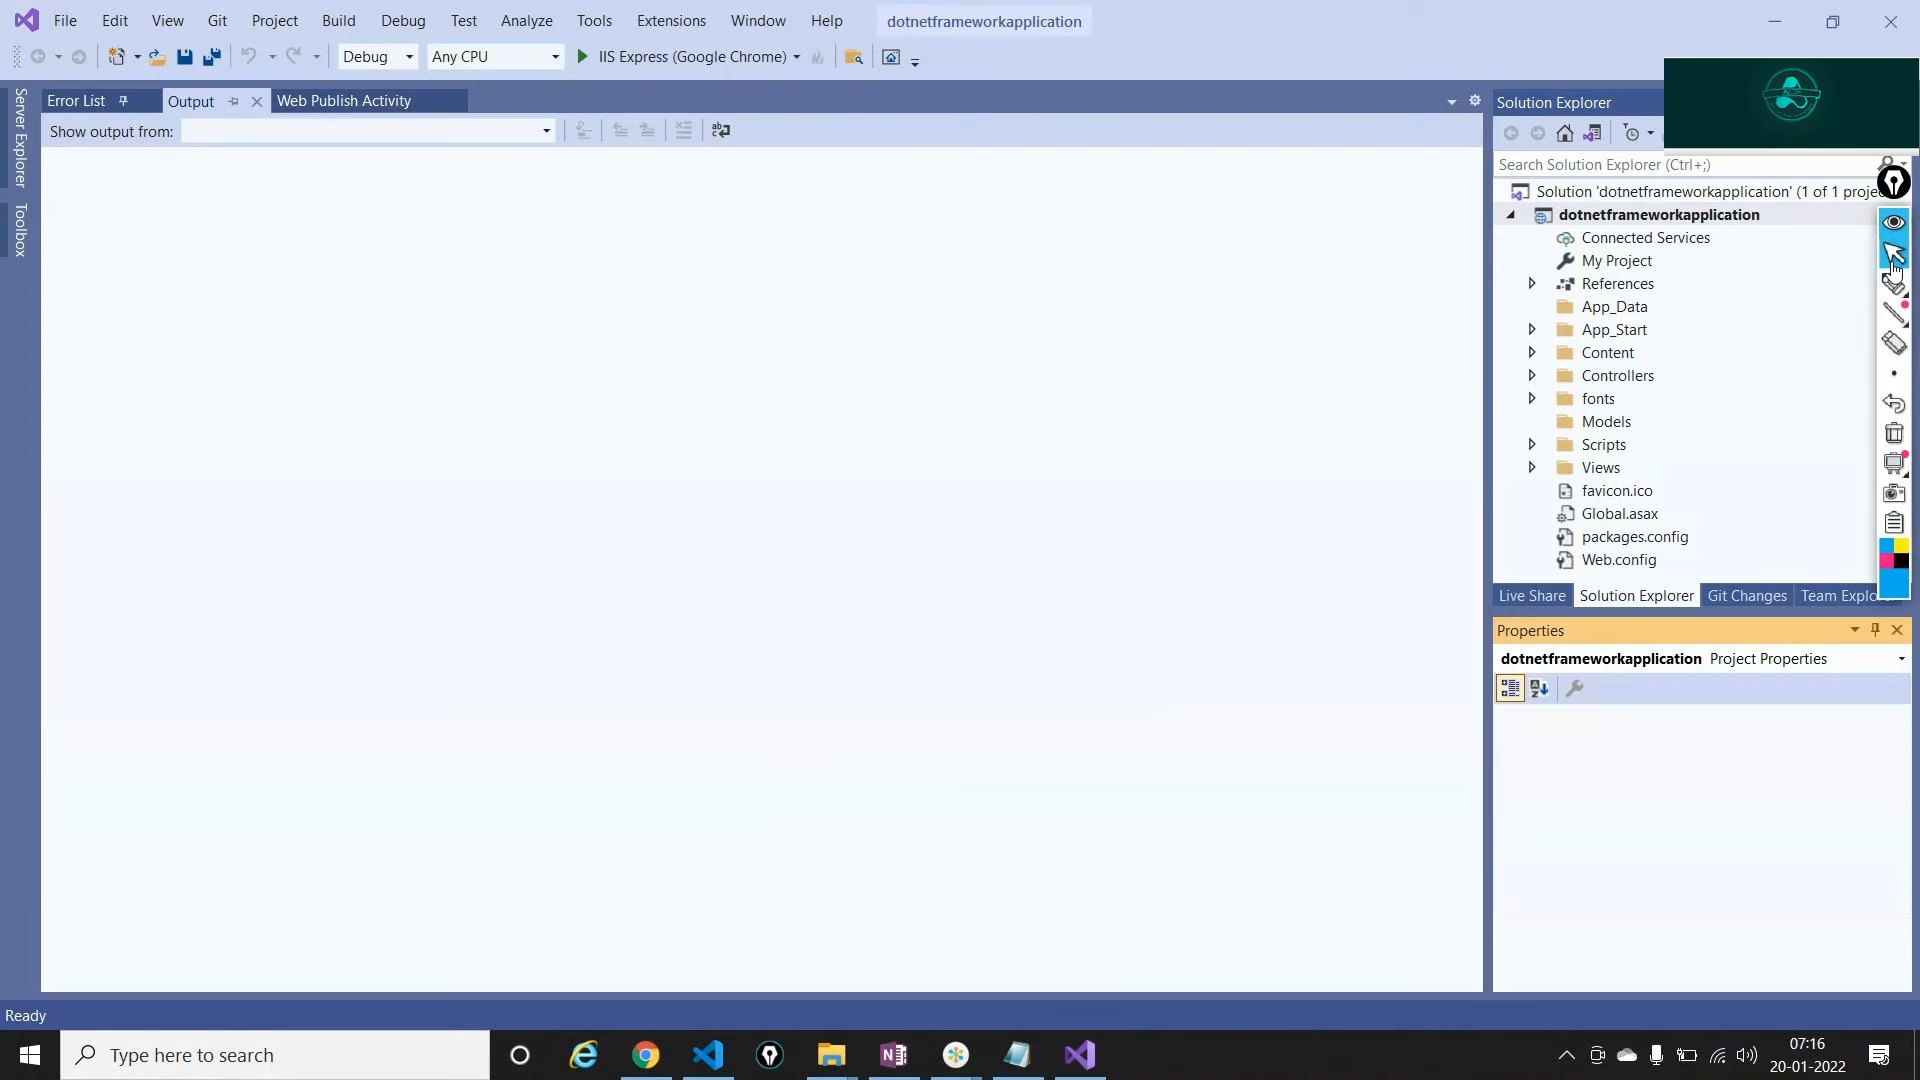 File Edit View Git Project Build Debug Test Analyze Tools Extensions Window Help dotnetframeworkapplication
Debug Any CPU IIS Express (Google Chrome)
Server Explorer
Toolbox
Error List Output Web Publish Activity
Show output from:
Solution Explorer
Search Solution Explorer (Ctrl+;)
Solution 'dotnetframeworkapplication' (1 of 1 proje
dotnetframeworkapplication
Connected Services
My Project
References
App_Data
App_Start
Content
Controllers
fonts
Models
Scripts
Views
favicon.ico
Global.asax
packages.config
Web.config
Live Share Solution Explorer Git Changes Team Explo
Properties
dotnetframeworkapplication Project Properties
Ready
Type here to search
07:16
20-01-2022